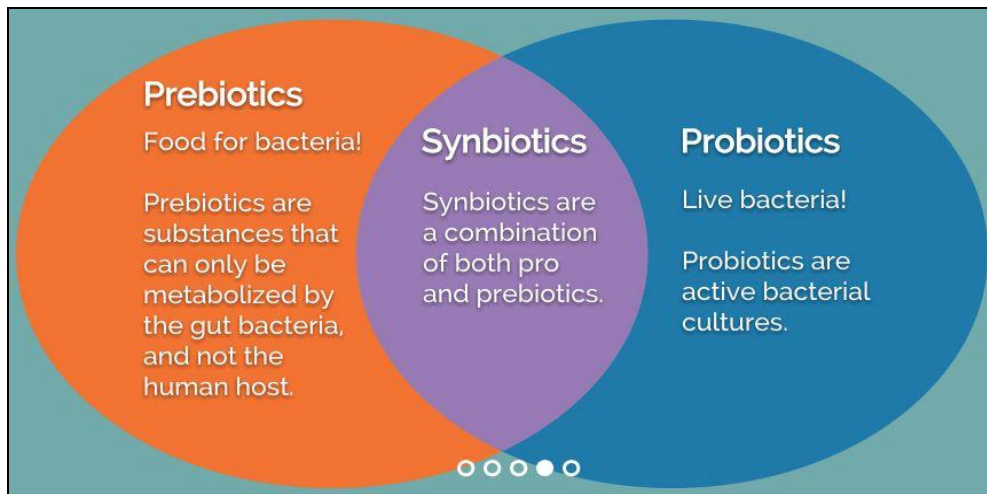 Prebiotics
Food for bacteria!
Prebiotics are
substances that
can only be
metabolized by
the gut bacteria,
and not the
human host.
Synbiotics
Synbiotics are
a combination
of both pro
and prebiotics.
Probiotics
Live bacteria!
Probiotics are
active bacterial
cultures.